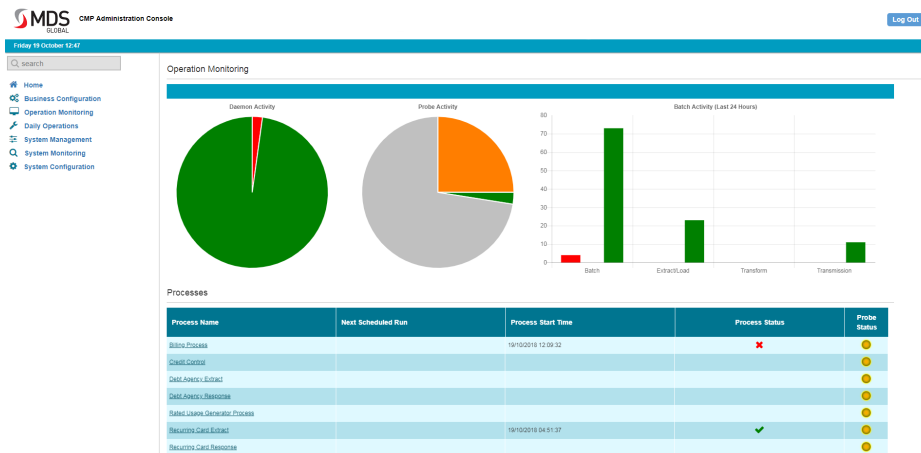 MDS
GLOBAL
CMP Administration Console
Log Out
Friday 19 October 12:47
search
Home
Business Configuration
Operation Monitoring
Daily Operations
System Management
System Monitoring
System Configuration
Operation Monitoring
Daemon Activity
Probe Activity
Batch Activity (Last 24 Hours)
80
70
60
50
40
30
20
10
0
Batch Extract/Load Transform Transmission
Processes
Process Name Next Scheduled Run Process Start Time Process Status Probe Status
Billing Process 19/10/2018 12:09:32
Credit Control
Debt Agency Extract
Debt Agency Response
Rated Usage Generator Process
Recurring Card Extract 19/10/2018 04:51:37
Recurring Card Response